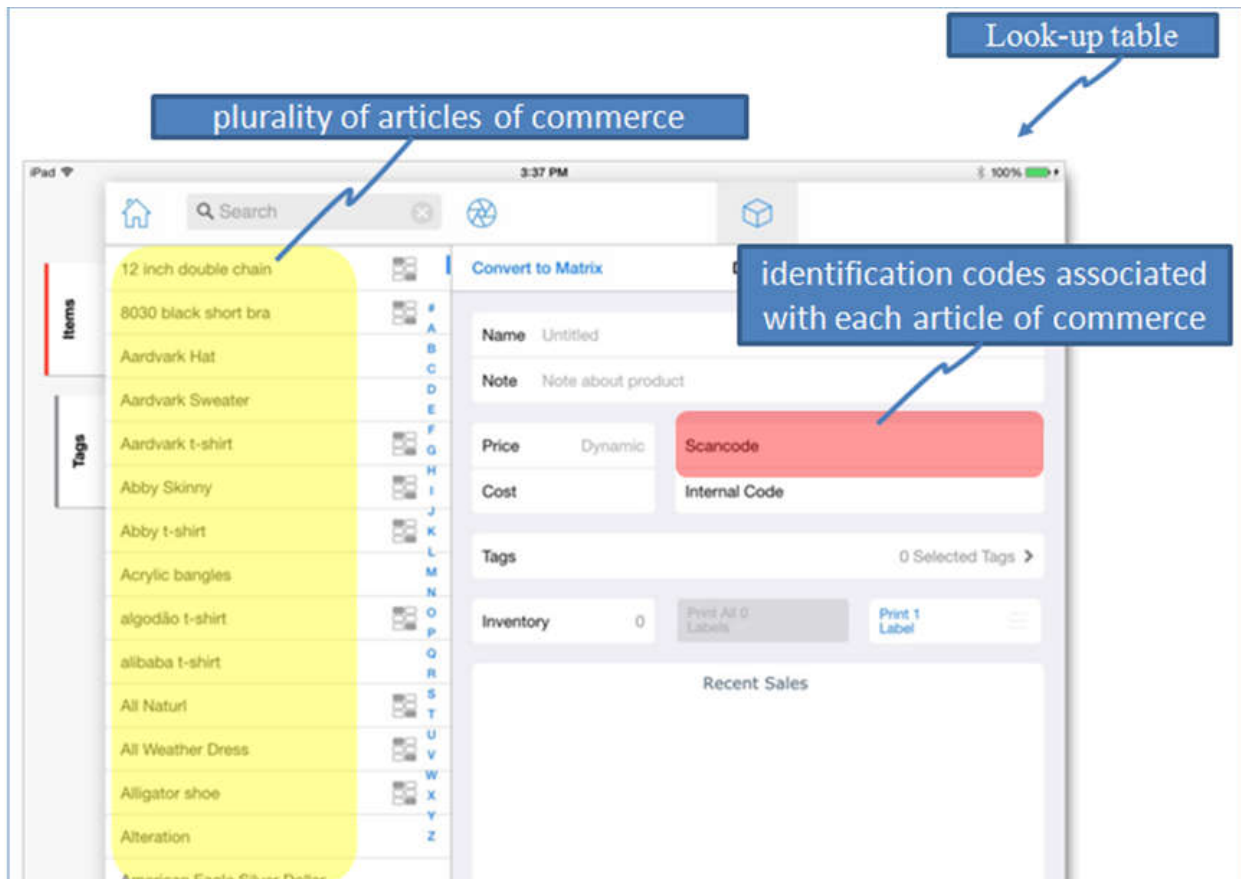 Look-up table
plurality of articles of commerce
iPad 3:37 PM 100%
Search
Items
Tags
12 inch double chain
8030 black short bra
Aardvark Hat
Aardvark Sweater
Aardvark t-shirt
Abby Skinny
Abby t-shirt
Acrylic bangles
algodão t-shirt
alibaba t-shirt
All Naturl
All Weather Dress
Alligator shoe
Alteration
American Eagle Silver Dollar
#
A
B
C
D
E
F
G
H
I
J
K
L
M
N
O
P
Q
R
S
T
U
V
W
X
Y
Z
Convert to Matrix
identification codes associated
with each article of commerce
Name Untitled
Note Note about product
Price Dynamic
Scancode
Cost
Internal Code
Tags 0 Selected Tags >
Inventory 0
Print All 0
Labels
Print 1
Label
Recent Sales